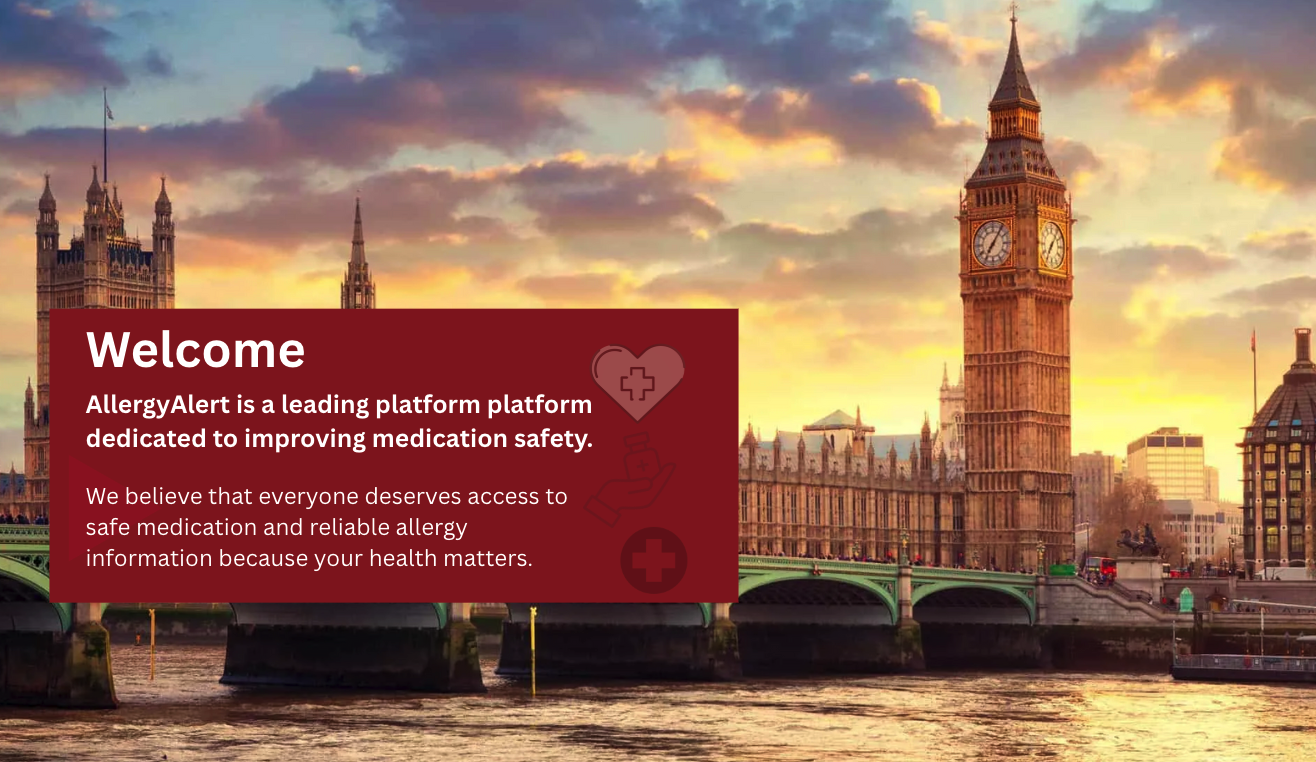 Welcome
AllergyAlert is a leading platform platform
dedicated to improving medication safety.
We believe that everyone deserves access to
safe medication and reliable allergy
information because your health matters.